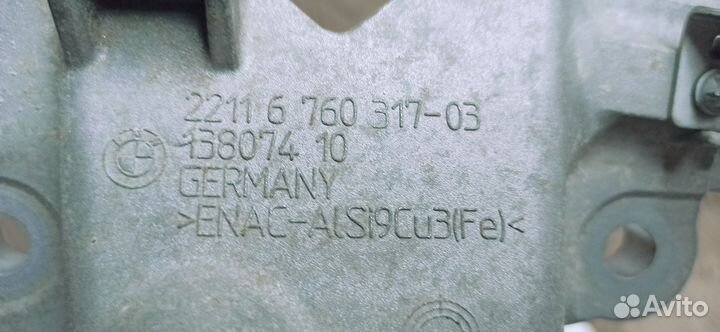 2211 6 760 317-03
138074 10
GERMANY
>ENAC-AlSi9Cu3(Fe)<
Avito